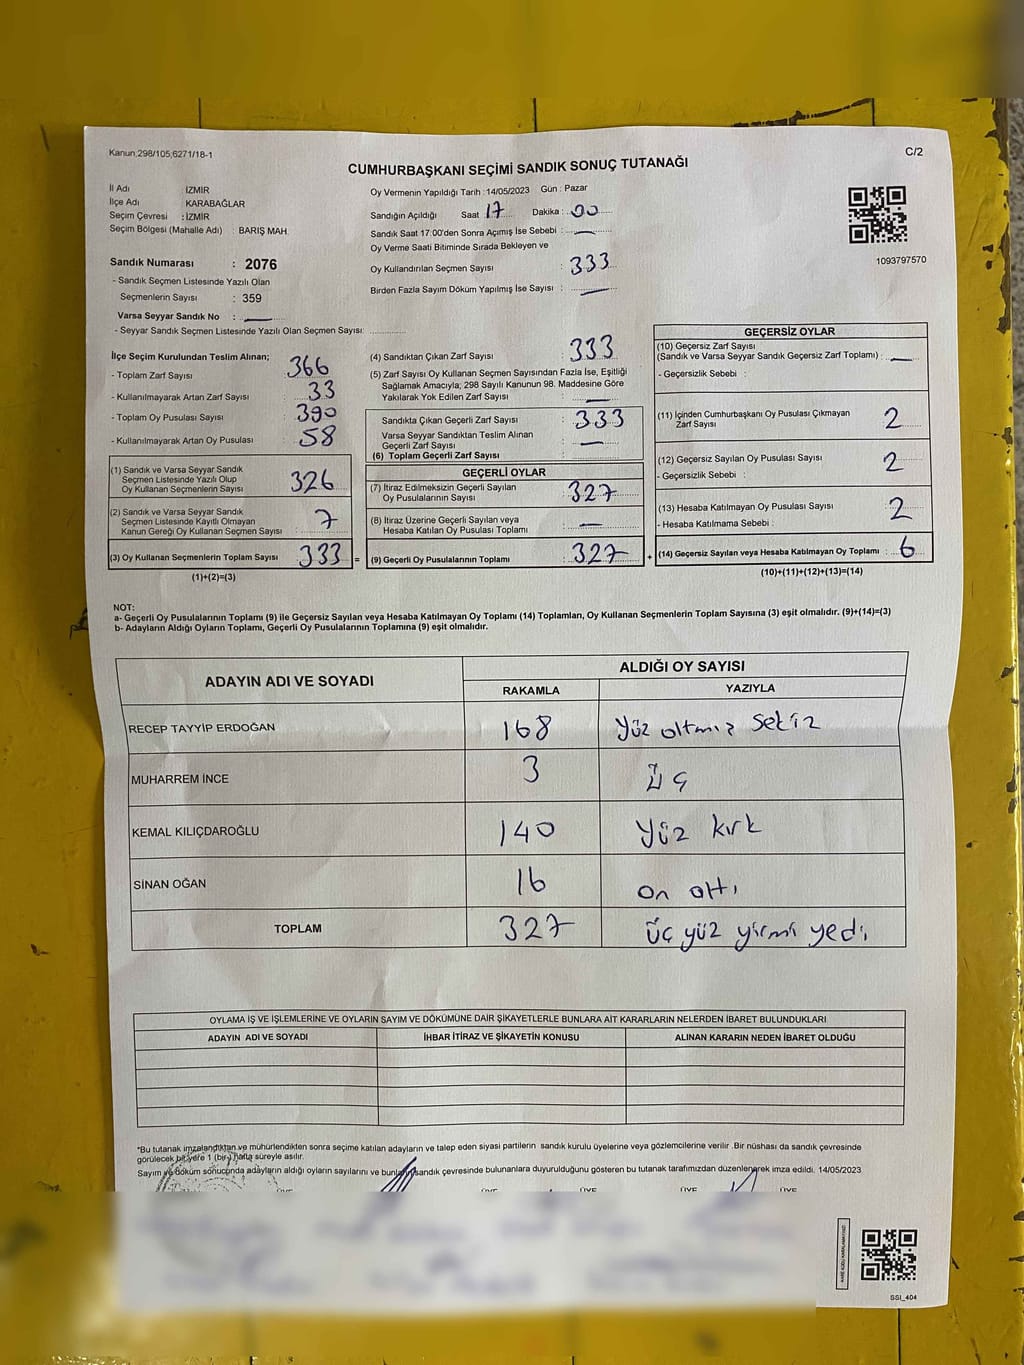 Kanun,298/105,6271/18-1
C/2
CUMHURBAŞKANI SEÇİMİ SANDIK SONUÇ TUTANAĞI
İl Adı İZMİR
İlçe Adı KARABAĞLAR
Seçim Çevresi : İZMİR
Seçim Bölgesi (Mahalle Adı) : BARIŞ MAH.
Sandık Numarası : 2076
- Sandık Seçmen Listesinde Yazılı Olan
Seçmenlerin Sayısı : 359
Varsa Seyyar Sandık No :
- Seyyar Sandık Seçmen Listesinde Yazılı Olan Seçmen Sayısı:
Oy Vermenin Yapıldığı Tarih : 14/05/2023 Gün : Pazar
Sandığın Açıldığı Saat 17 Dakika : 00
Sandık Saat 17:00'den Sonra Açımış İse Sebebi :
Oy Verme Saati Bitiminde Sırada Bekleyen ve
Oy Kullandırılan Seçmen Sayısı : 333
Birden Fazla Sayım Döküm Yapılmış İse Sayısı :
1093797570
İlçe Seçim Kurulundan Teslim Alınan;
- Toplam Zarf Sayısı : 366
- Kullanılmayarak Artan Zarf Sayısı : 33
- Toplam Oy Pusulası Sayısı : 390
- Kullanılmayarak Artan Oy Pusulası : 58
(1) Sandık ve Varsa Seyyar Sandık
Seçmen Listesinde Yazılı Olup
Oy Kullanan Seçmenlerin Sayısı : 326
(2) Sandık ve Varsa Seyyar Sandık
Seçmen Listesinde Kayıtlı Olmayan
Kanun Gereği Oy Kullanan Seçmen Sayısı : 7
(3) Oy Kullanan Seçmenlerin Toplam Sayısı : 333 =
(1)+(2)=(3)
(4) Sandıktan Çıkan Zarf Sayısı : 333
(5) Zarf Sayısı Oy Kullanan Seçmen Sayısından Fazla İse, Eşitliği
Sağlamak Amacıyla; 298 Sayılı Kanunun 98. Maddesine Göre
Yakılarak Yok Edilen Zarf Sayısı :
Sandıkta Çıkan Geçerli Zarf Sayısı : 333
Varsa Seyyar Sandıktan Teslim Alınan
Geçerli Zarf Sayısı :
(6) Toplam Geçerli Zarf Sayısı :
GEÇERLİ OYLAR
(7) İtiraz Edilmeksizin Geçerli Sayılan
Oy Pusulalarının Sayısı : 327
(8) İtiraz Üzerine Geçerli Sayılan veya
Hesaba Katılan Oy Pusulası Toplamı :
(9) Geçerli Oy Pusulalarının Toplamı : 327 +
GEÇERSİZ OYLAR
(10) Geçersiz Zarf Sayısı
(Sandık ve Varsa Seyyar Sandık Geçersiz Zarf Toplamı) :
- Geçersizlik Sebebi :
(11) İçinden Cumhurbaşkanı Oy Pusulası Çıkmayan
Zarf Sayısı : 2
(12) Geçersiz Sayılan Oy Pusulası Sayısı : 2
- Geçersizlik Sebebi :
(13) Hesaba Katılmayan Oy Pusulası Sayısı : 2
- Hesaba Katılmama Sebebi :
(14) Geçersiz Sayılan veya Hesaba Katılmayan Oy Toplamı : 6
(10)+(11)+(12)+(13)=(14)
NOT:
a- Geçerli Oy Pusulalarının Toplamı (9) ile Geçersiz Sayılan veya Hesaba Katılmayan Oy Toplamı (14) Toplamları, Oy Kullanan Seçmenlerin Toplam Sayısına (3) eşit olmalıdır. (9)+(14)=(3)
b- Adayların Aldığı Oyların Toplamı, Geçerli Oy Pusulalarının Toplamına (9) eşit olmalıdır.
ADAYIN ADI VE SOYADI ALDIĞI OY SAYISI
RAKAMLA YAZIYLA
RECEP TAYYİP ERDOĞAN 168 Yüz altmış sekiz
MUHARREM İNCE 3 Üç
KEMAL KILIÇDAROĞLU 140 Yüz kırk
SİNAN OĞAN 16 on altı
TOPLAM 327 üç yüz yirmi yedi
OYLAMA İŞ VE İŞLEMLERİNE VE OYLARIN SAYIM VE DÖKÜMÜNE DAİR ŞİKAYETLERLE BUNLARA AİT KARARLARIN NELERDEN İBARET BULUNDUKLARI
ADAYIN ADI VE SOYADI İHBAR İTİRAZ VE ŞİKAYETİN KONUSU ALINAN KARARIN NEDEN İBARET OLDUĞU
*Bu tutanak imzalandıktan ve mühürlendikten sonra seçime katılan adayların ve talep eden siyasi partilerin sandık kurulu üyelerine veya gözlemcilerine verilir .Bir nüshası da sandık çevresinde
görülecek bir yere 1 (bir-) hafta süreyle asılır.
Sayım ve döküm sonucunda adayların aldığı oyların sayılarını ve bunların sandık çevresinde bulunanlara duyurulduğunu gösteren bu tutanak tarafımızdan düzenlenerek imza edildi. 14/05/2023
ÜYE ÜYE ÜYE ÜYE
SSI_404